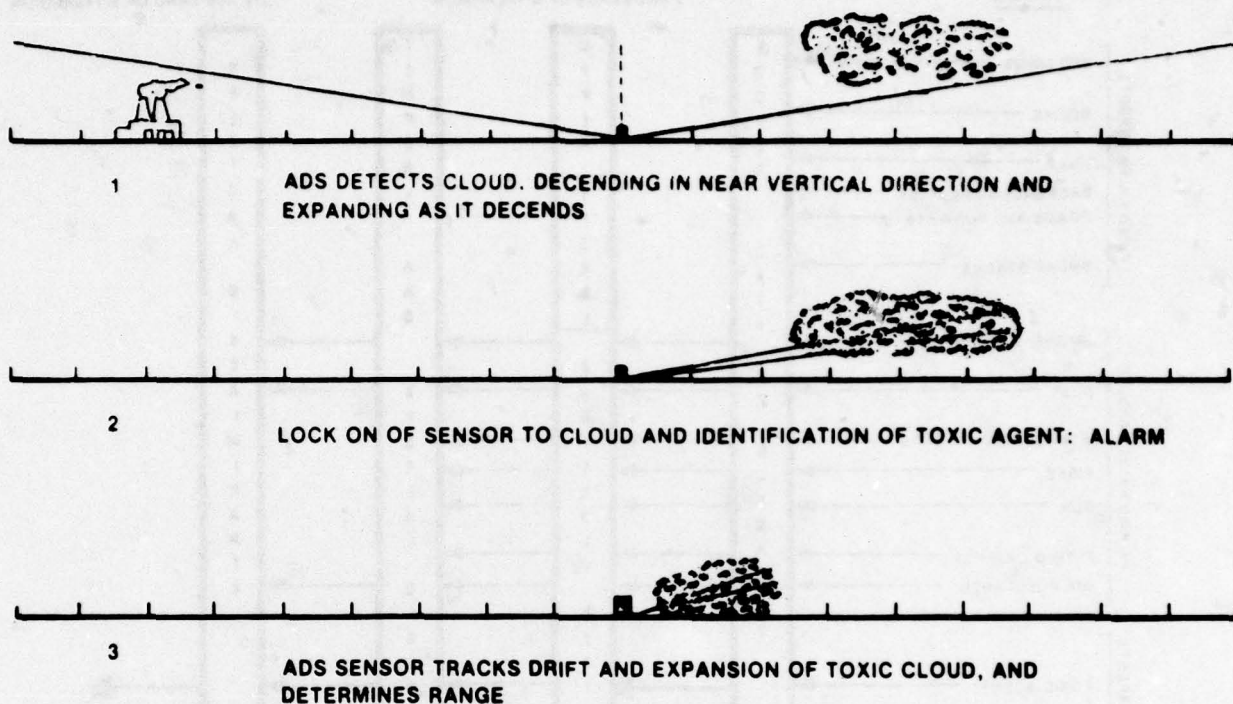 1
ADS DETECTS CLOUD. DECENDING IN NEAR VERTICAL DIRECTION AND
EXPANDING AS IT DECENDS
2
LOCK ON OF SENSOR TO CLOUD AND IDENTIFICATION OF TOXIC AGENT: ALARM
3
ADS SENSOR TRACKS DRIFT AND EXPANSION OF TOXIC CLOUD, AND
DETERMINES RANGE